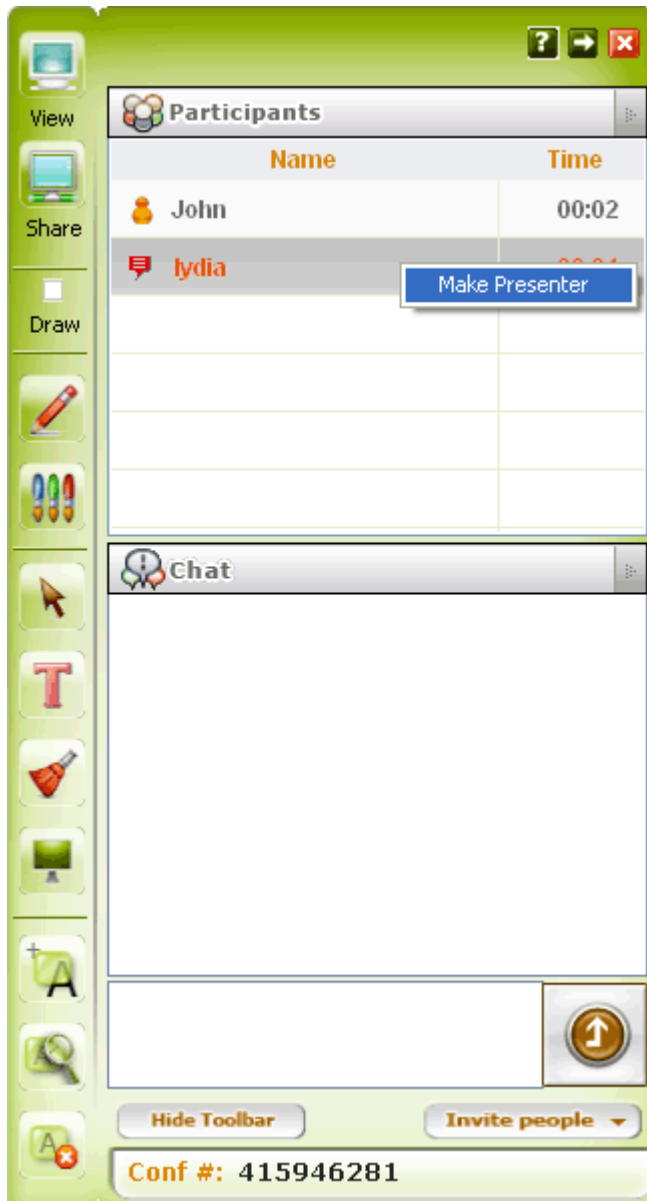 ?
View
Participants
Name Time
Share
John 00:02
lydia
Make Presenter
Draw
Chat
T
A
Hide Toolbar Invite people
A
Conf #: 415946281